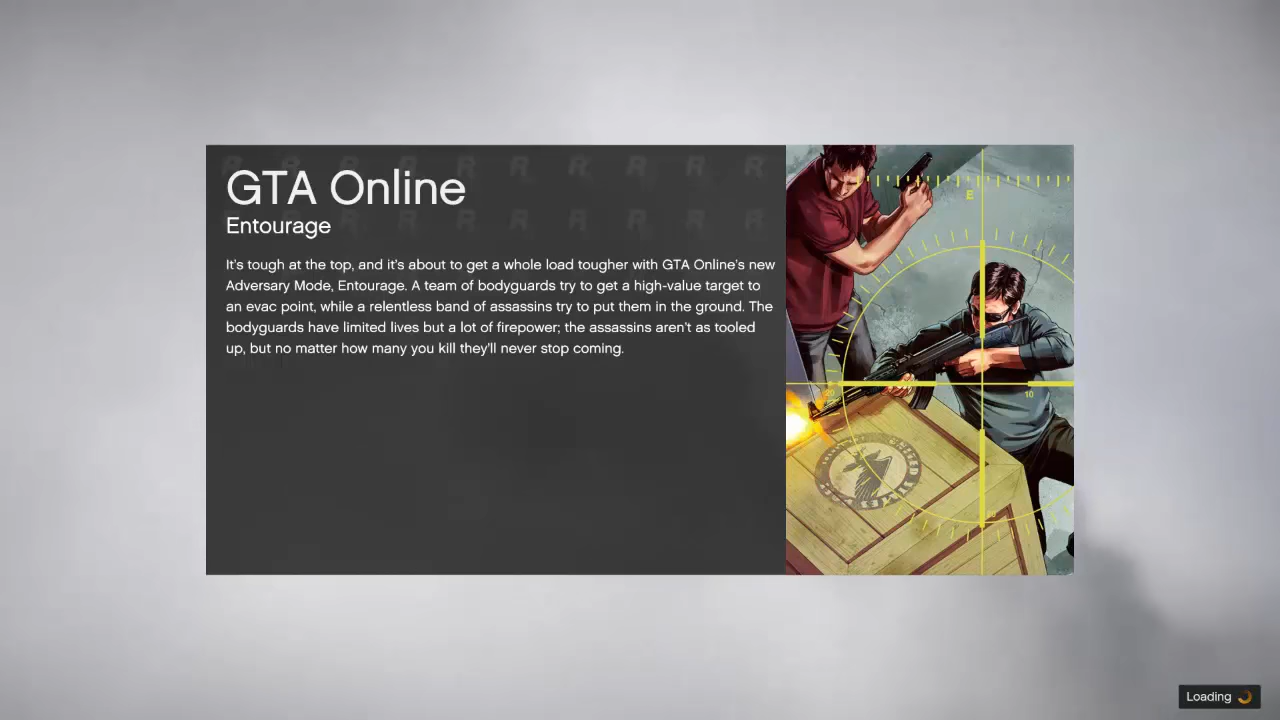 GTA Online
Entourage
It's tough at the top, and it's about to get a whole load tougher with GTA Online's new
Adversary Mode, Entourage. A team of bodyguards try to get a high-value target to
an evac point, while a relentless band of assassins try to put them in the ground. The
bodyguards have limited lives but a lot of firepower; the assassins aren't as tooled
up, but no matter how many you kill they'll never stop coming.
E
10
UNITED
Loading